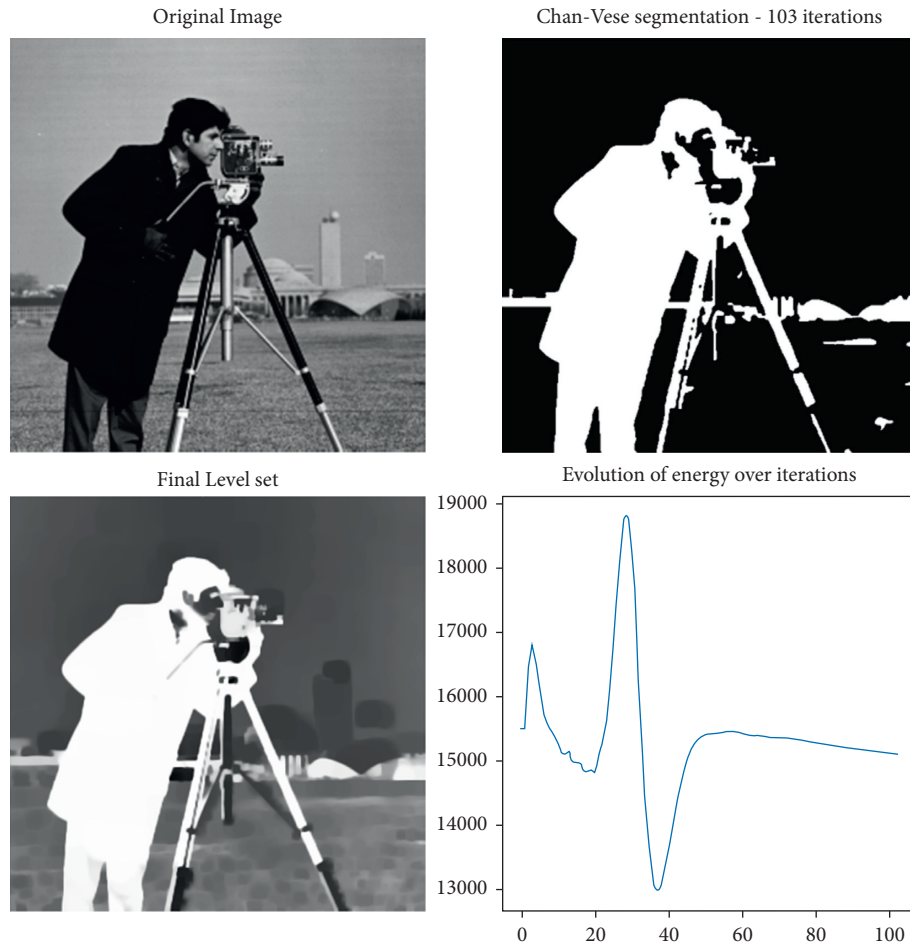 Original Image
Chan-Vese segmentation - 103 iterations
Final Level set
Evolution of energy over iterations
19000
18000
17000
16000
15000
14000
13000
0 20 40 60 80 100